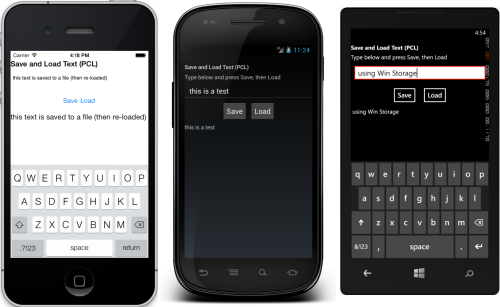 Carrier 4:18 PM
Save and Load Text (PCL)
this text is saved to a file (then re-loaded)
Save Load
this text is saved to a file (then re-loaded)
Q W E R T Y U I O P
A S D F G H J K L
Z X C V B N M
.?123 space return
11:24
Save and Load Text (PCL)
Type below and press Save, then Load
this is a test
Save Load
this is a test
4:54
Save and Load Text (PCL)
Type below and press Save, then Load
using Win Storage
Save Load
using Win Storage
q w e r t y u i o p
a s d f g h j k l
z x c v b n m
&123 , space .